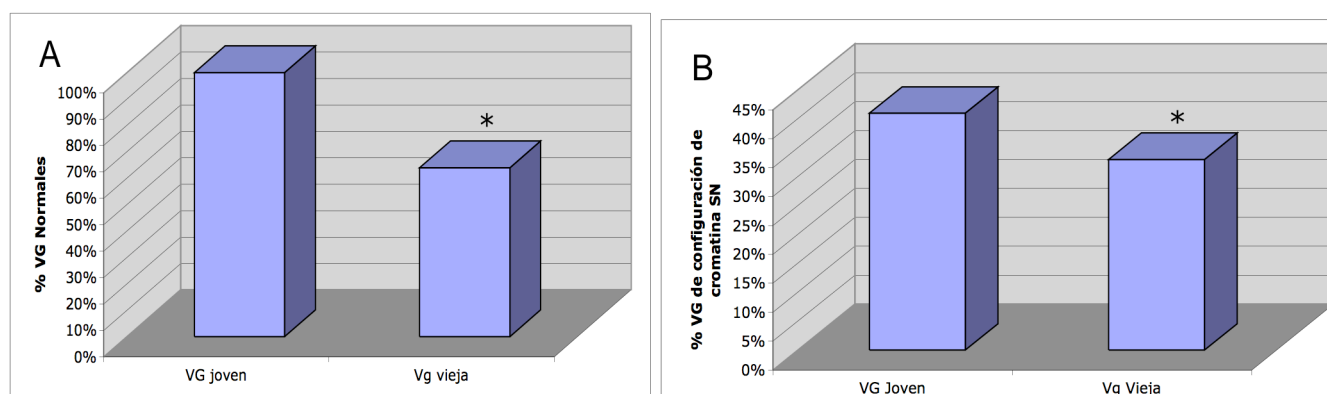 A
% VG Normales
100%
90%
80%
70%
60%
50%
40%
30%
20%
10%
0%
*
VG joven
Vg vieja
B
% VG de configuración de
cromatina SN
45%
40%
35%
30%
25%
20%
15%
10%
5%
0%
*
VG Joven
Vg Vieja